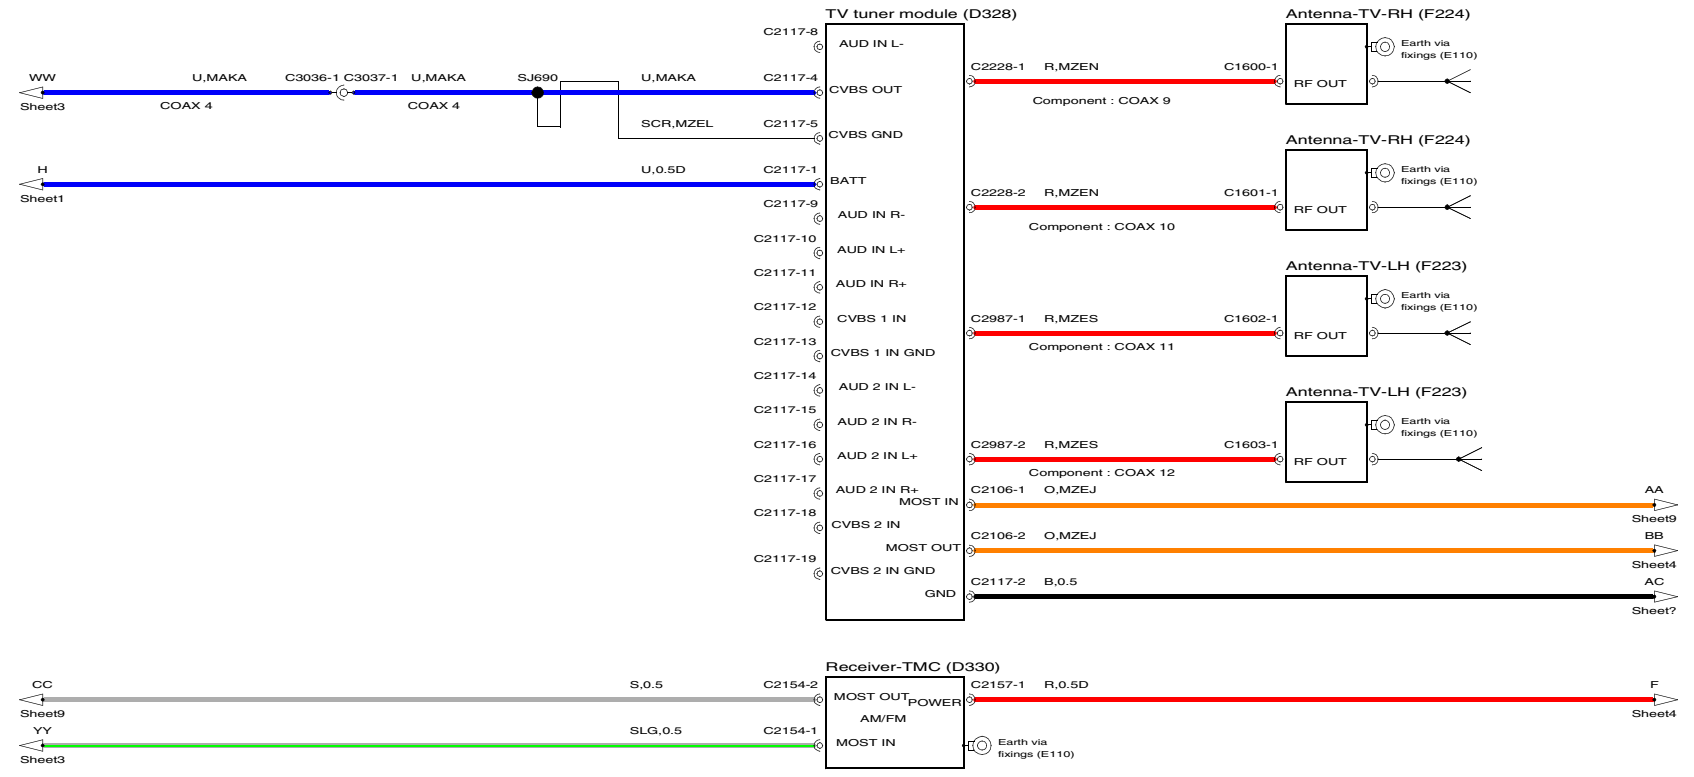 TV tuner module (D328)
Antenna-TV-RH (F224)
C2117-8
AUD IN L-
Earth via
fixings (E110)
WW
U,MAKA
C3036-1
C3037-1
U,MAKA
SJ690
U,MAKA
C2117-4
CVBS OUT
C2228-1
R,MZEN
C1600-1
RF OUT
Sheet3
COAX 4
COAX 4
Component : COAX 9
SCR,MZEL
C2117-5
CVBS GND
Antenna-TV-RH (F224)
Earth via
fixings (E110)
H
U,0.5D
C2117-1
BATT
Sheet1
C2228-2
R,MZEN
C1601-1
RF OUT
Component : COAX 10
C2117-9
AUD IN R-
C2117-10
AUD IN L+
Antenna-TV-LH (F223)
C2117-11
AUD IN R+
Earth via
fixings (E110)
C2117-12
CVBS 1 IN
C2987-1
R,MZES
C1602-1
RF OUT
Component : COAX 11
C2117-13
CVBS 1 IN GND
C2117-14
AUD 2 IN L-
Antenna-TV-LH (F223)
C2117-15
AUD 2 IN R-
Earth via
fixings (E110)
C2117-16
AUD 2 IN L+
C2987-2
R,MZES
C1603-1
RF OUT
Component : COAX 12
C2117-17
AUD 2 IN R+
MOST IN
C2106-1
O,MZEJ
AA
Sheet9
C2117-18
CVBS 2 IN
MOST OUT
C2106-2
O,MZEJ
BB
Sheet4
C2117-19
CVBS 2 IN GND
GND
C2117-2
B,0.5
AC
Sheet?
Receiver-TMC (D330)
CC
S,0.5
C2154-2
MOST OUT
POWER
C2157-1
R,0.5D
F
Sheet9
Sheet4
AM/FM
YY
SLG,0.5
C2154-1
MOST IN
Earth via
fixings (E110)
Sheet3